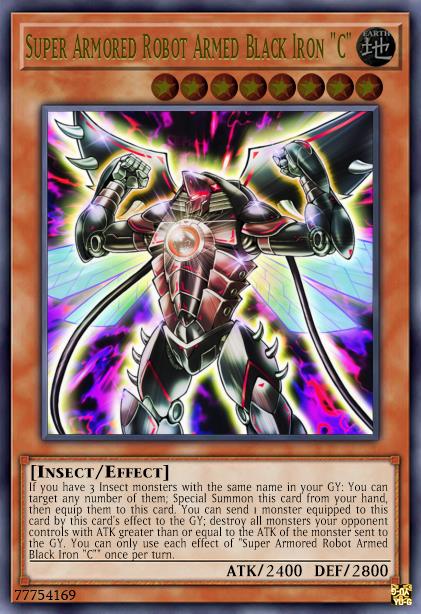 Super Armored Robot Armed Black Iron "C"
EARTH
地
[Insect/Effect]
If you have 3 Insect monsters with the same name in your GY: You can
target any number of them; Special Summon this card from your hand,
then equip them to this card. You can send 1 monster equipped to this
card by this card's effect to the GY; destroy all monsters your opponent
controls with ATK greater than or equal to the ATK of the monster sent
to the GY. You can only use each effect of "Super Armored Robot Armed
Black Iron "C"" once per turn.
ATK/2400 DEF/2800
77754169